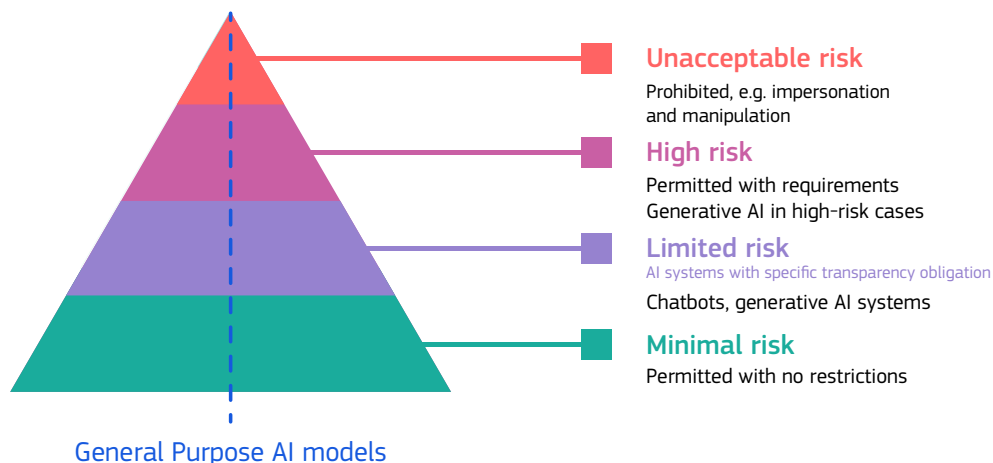 Unacceptable risk
Prohibited, e.g. impersonation
and manipulation
High risk
Permitted with requirements
Generative AI in high-risk cases
Limited risk
AI systems with specific transparency obligation
Chatbots, generative AI systems
Minimal risk
Permitted with no restrictions
General Purpose AI models